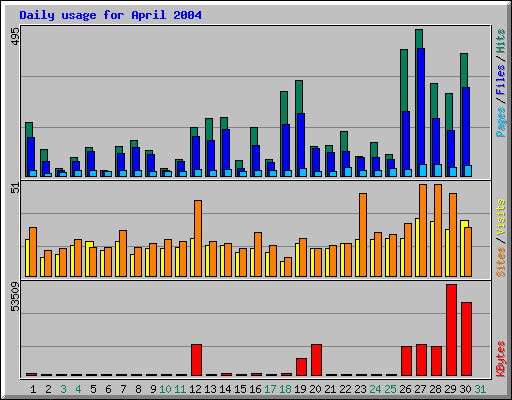 Daily usage for April 2004
495
Pages / Files / Hits
51
Sites / Visits
53509
KBytes
1 2 3 4 5 6 7 8 9 10 11 12 13 14 15 16 17 18 19 20 21 22 23 24 25 26 27 28 29 30 31